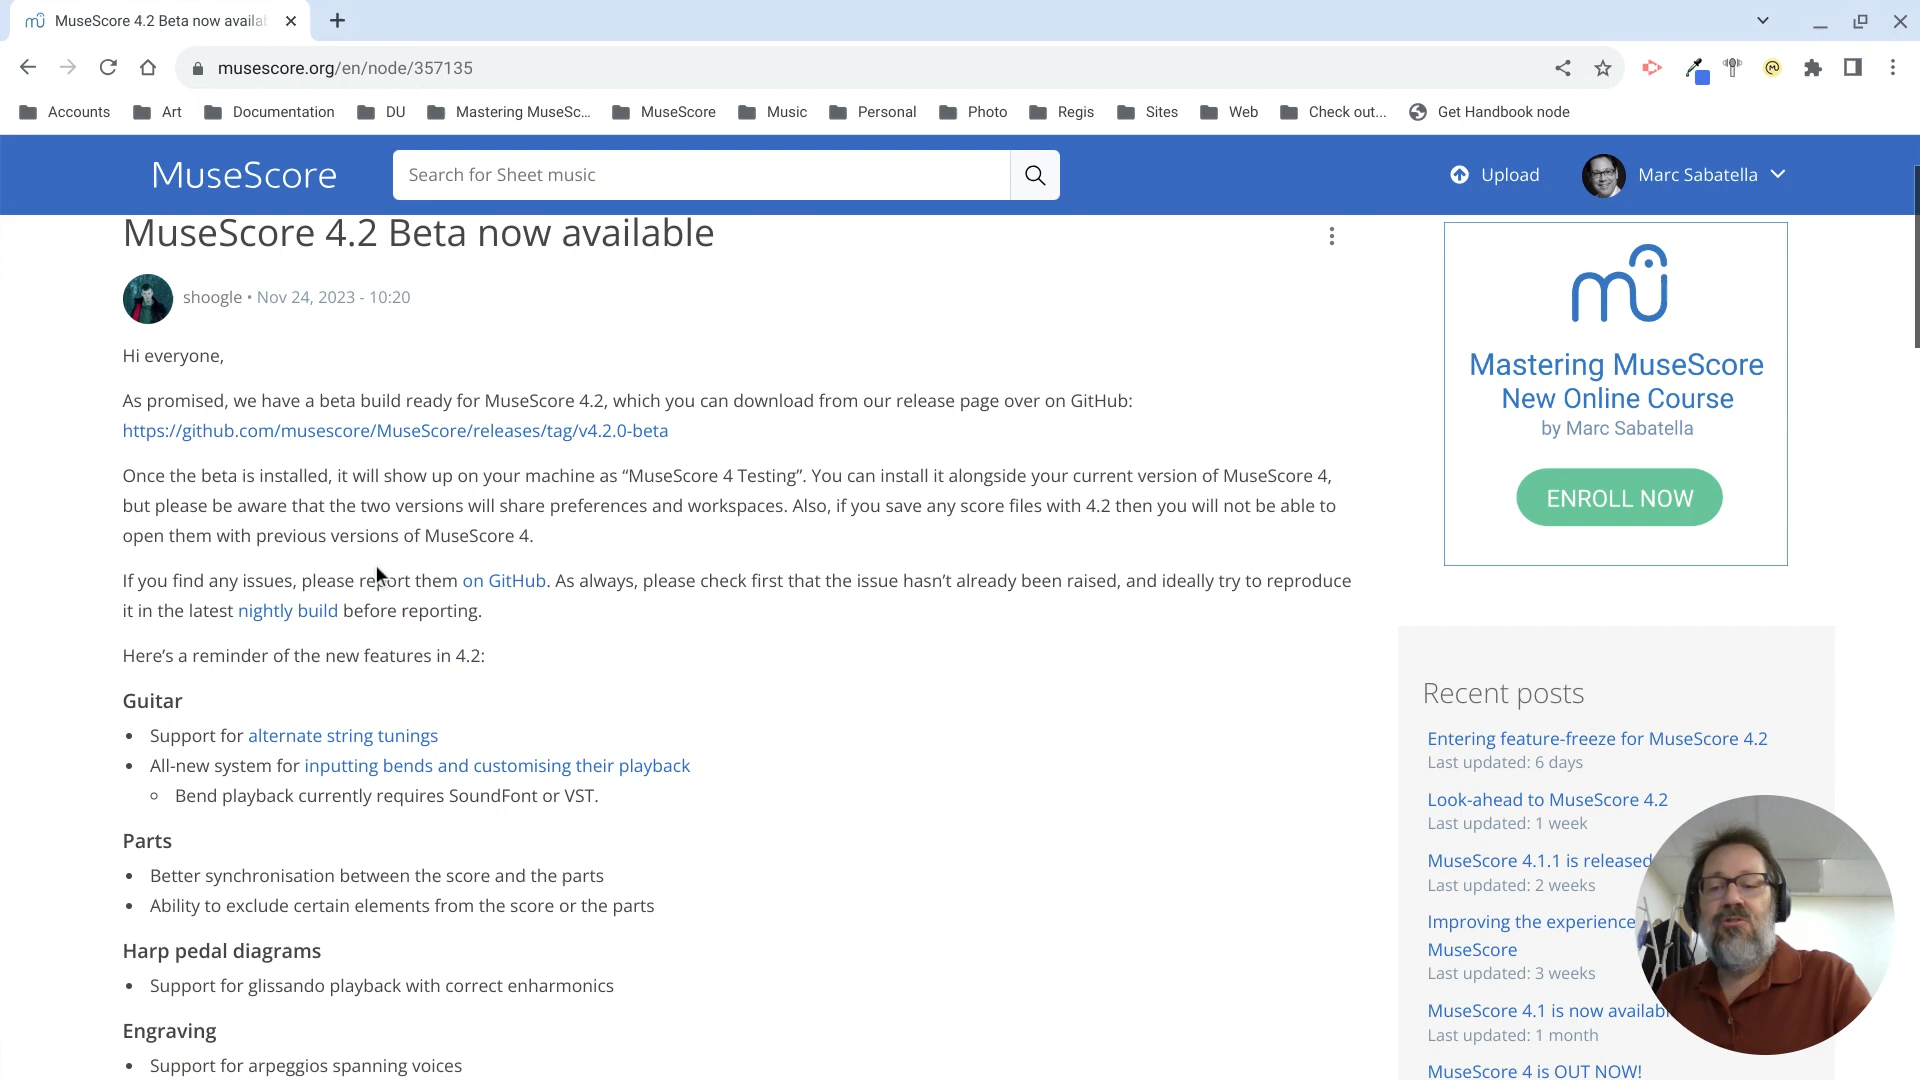 MuseScore 4.2 Beta now availa
musescore.org/en/node/357135
Accounts
Art
Documentation
DU
Mastering MuseSc...
MuseScore
Music
Personal
Photo
Regis
Sites
Web
Check out...
Get Handbook node
MuseScore
Search for Sheet music
Upload
Marc Sabatella
MuseScore 4.2 Beta now available
shoogle • Nov 24, 2023 - 10:20
Hi everyone,
As promised, we have a beta build ready for MuseScore 4.2, which you can download from our release page over on GitHub:
https://github.com/musescore/MuseScore/releases/tag/v4.2.0-beta
Once the beta is installed, it will show up on your machine as “MuseScore 4 Testing”. You can install it alongside your current version of MuseScore 4,
but please be aware that the two versions will share preferences and workspaces. Also, if you save any score files with 4.2 then you will not be able to
open them with previous versions of MuseScore 4.
If you find any issues, please report them on GitHub. As always, please check first that the issue hasn’t already been raised, and ideally try to reproduce
it in the latest nightly build before reporting.
Here’s a reminder of the new features in 4.2:
Guitar
• Support for alternate string tunings
• All-new system for inputting bends and customising their playback
◦ Bend playback currently requires SoundFont or VST.
Parts
• Better synchronisation between the score and the parts
• Ability to exclude certain elements from the score or the parts
Harp pedal diagrams
• Support for glissando playback with correct enharmonics
Engraving
• Support for arpeggios spanning voices
Mastering MuseScore
New Online Course
by Marc Sabatella
ENROLL NOW
Recent posts
Entering feature-freeze for MuseScore 4.2
Last updated: 6 days
Look-ahead to MuseScore 4.2
Last updated: 1 week
MuseScore 4.1.1 is released
Last updated: 2 weeks
Improving the experience
MuseScore
Last updated: 3 weeks
MuseScore 4.1 is now availab
Last updated: 1 month
MuseScore 4 is OUT NOW!